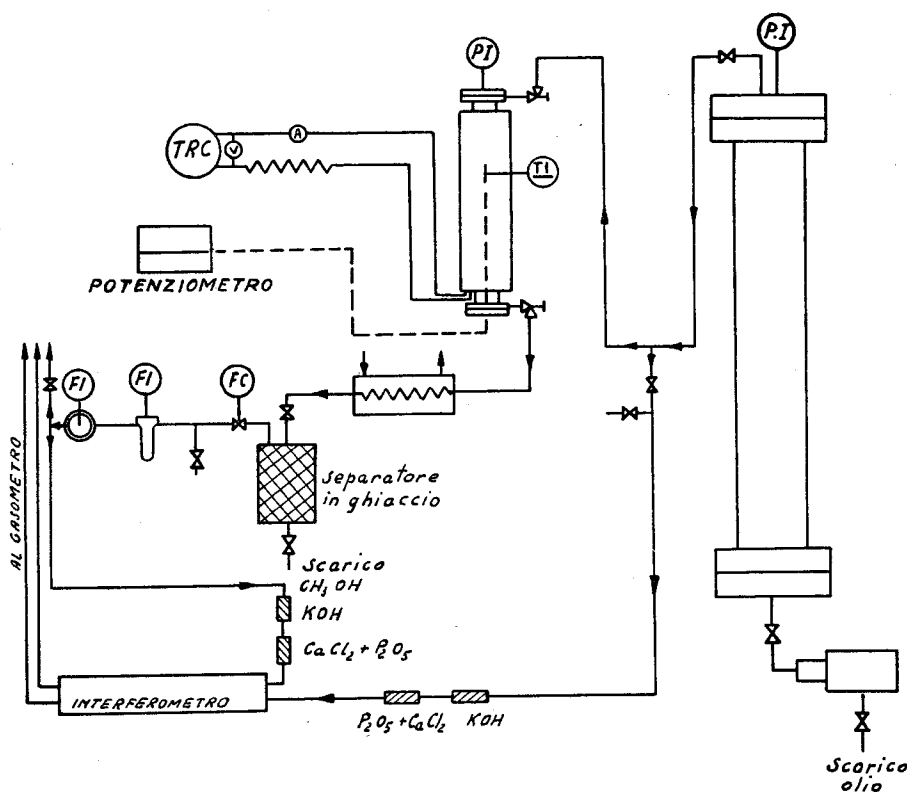 PI
P.I
TRC
A
V
TI
POTENZIOMETRO
FI
FI
FC
AL GASOMETRO
Separatore
in ghiaccio
Scarico
CH3OH
KOH
CaCl2+P2O5
INTERFEROMETRO
P2O5+CaCl2 KOH
Scarico
olio